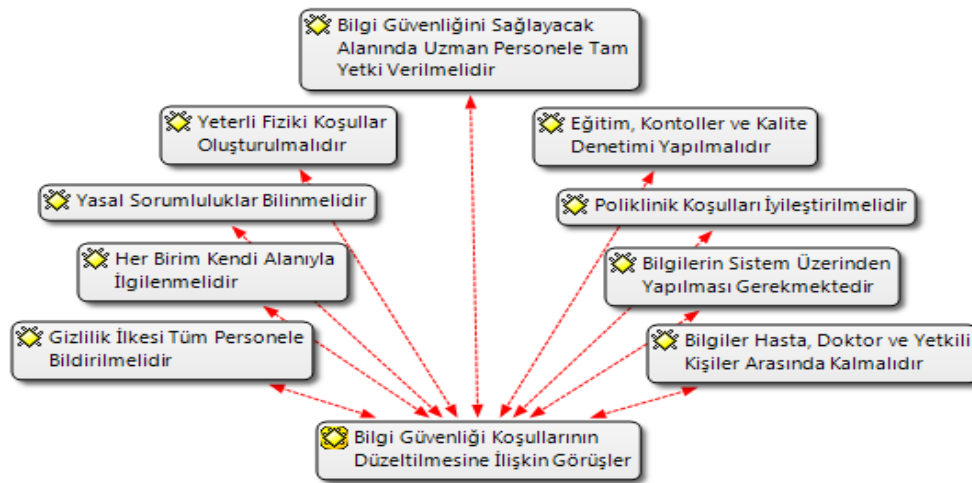 Bilgi Güvenliğini Sağlayacak
Alanında Uzman Personele Tam
Yetki Verilmelidir
Yeterli Fiziki Koşullar
Oluşturulmalıdır
Eğitim, Kontoller ve Kalite
Denetimi Yapılmalıdır
Yasal Sorumluluklar Bilinmelidir
Poliklinik Koşulları İyileştirilmelidir
Her Birim Kendi Alanıyla
İlgilenmelidir
Bilgilerin Sistem Üzerinden
Yapılması Gerekmektedir
Gizlilik İlkesi Tüm Personele
Bildirilmelidir
Bilgiler Hasta, Doktor ve Yetkili
Kişiler Arasında Kalmalıdır
Bilgi Güvenliği Koşullarının
Düzeltilmesine İlişkin Görüşler